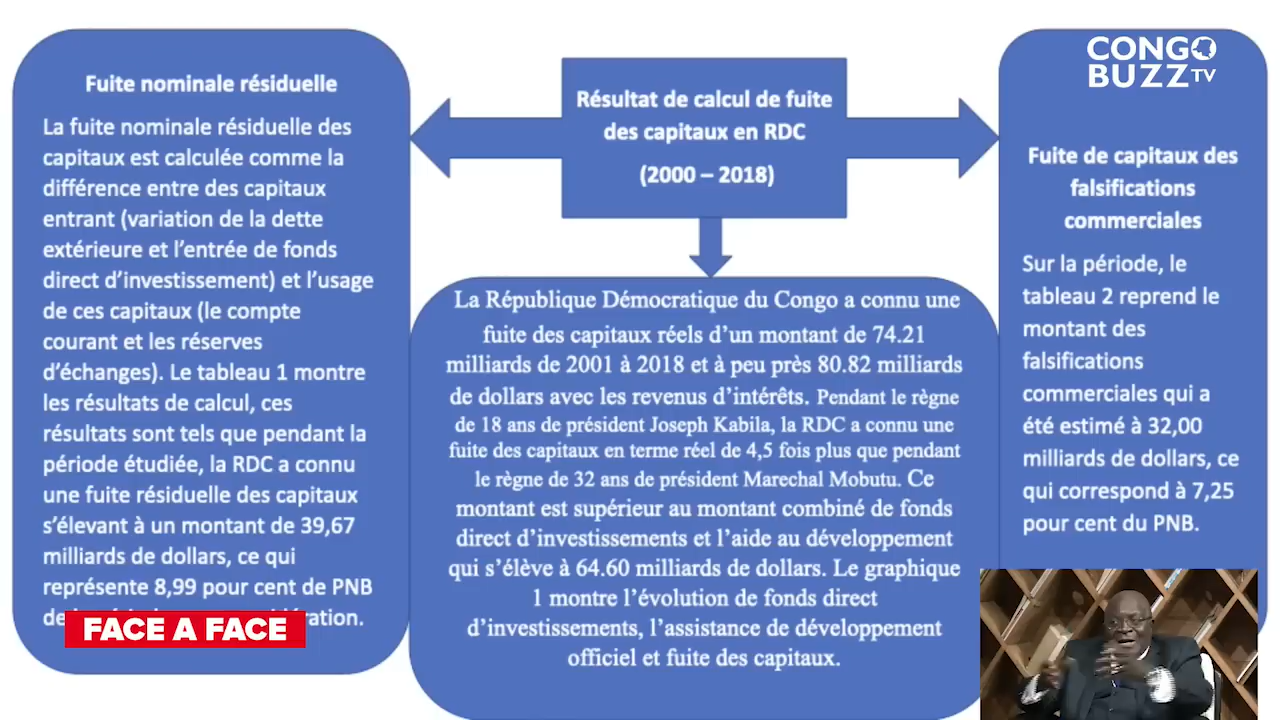 Fuite nominale résiduelle
La fuite nominale résiduelle des
capitaux est calculée comme la
différence entre des capitaux
entrant (variation de la dette
extérieure et l’entrée de fonds
direct d’investissement) et l’usage
de ces capitaux (le compte
courant et les réserves
d’échanges). Le tableau 1 montre
les résultats de calcul, ces
résultats sont tels que pendant la
période étudiée, la RDC a connu
une fuite résiduelle des capitaux
s’élevant à un montant de 39,67
milliards de dollars, ce qui
représente 8,99 pour cent de PNB
FACE A FACE
Résultat de calcul de fuite
des capitaux en RDC
(2000 – 2018)
La République Démocratique du Congo a connu une
fuite des capitaux réels d’un montant de 74.21
milliards de 2001 à 2018 et à peu près 80.82 milliards
de dollars avec les revenus d’intérêts. Pendant le règne
de 18 ans de président Joseph Kabila, la RDC a connu une
fuite des capitaux en terme réel de 4,5 fois plus que pendant
le règne de 32 ans de président Marechal Mobutu. Ce
montant est supérieur au montant combiné de fonds
direct d’investissements et l’aide au développement
qui s’élève à 64.60 milliards de dollars. Le graphique
1 montre l’évolution de fonds direct
d’investissements, l’assistance de développement
officiel et fuite des capitaux.
CONGO
BUZZ TV
Fuite de capitaux des
falsifications
commerciales
Sur la période, le
tableau 2 reprend le
montant des
falsifications
commerciales qui a
été estimé à 32,00
milliards de dollars, ce
qui correspond à 7,25
pour cent du PNB.